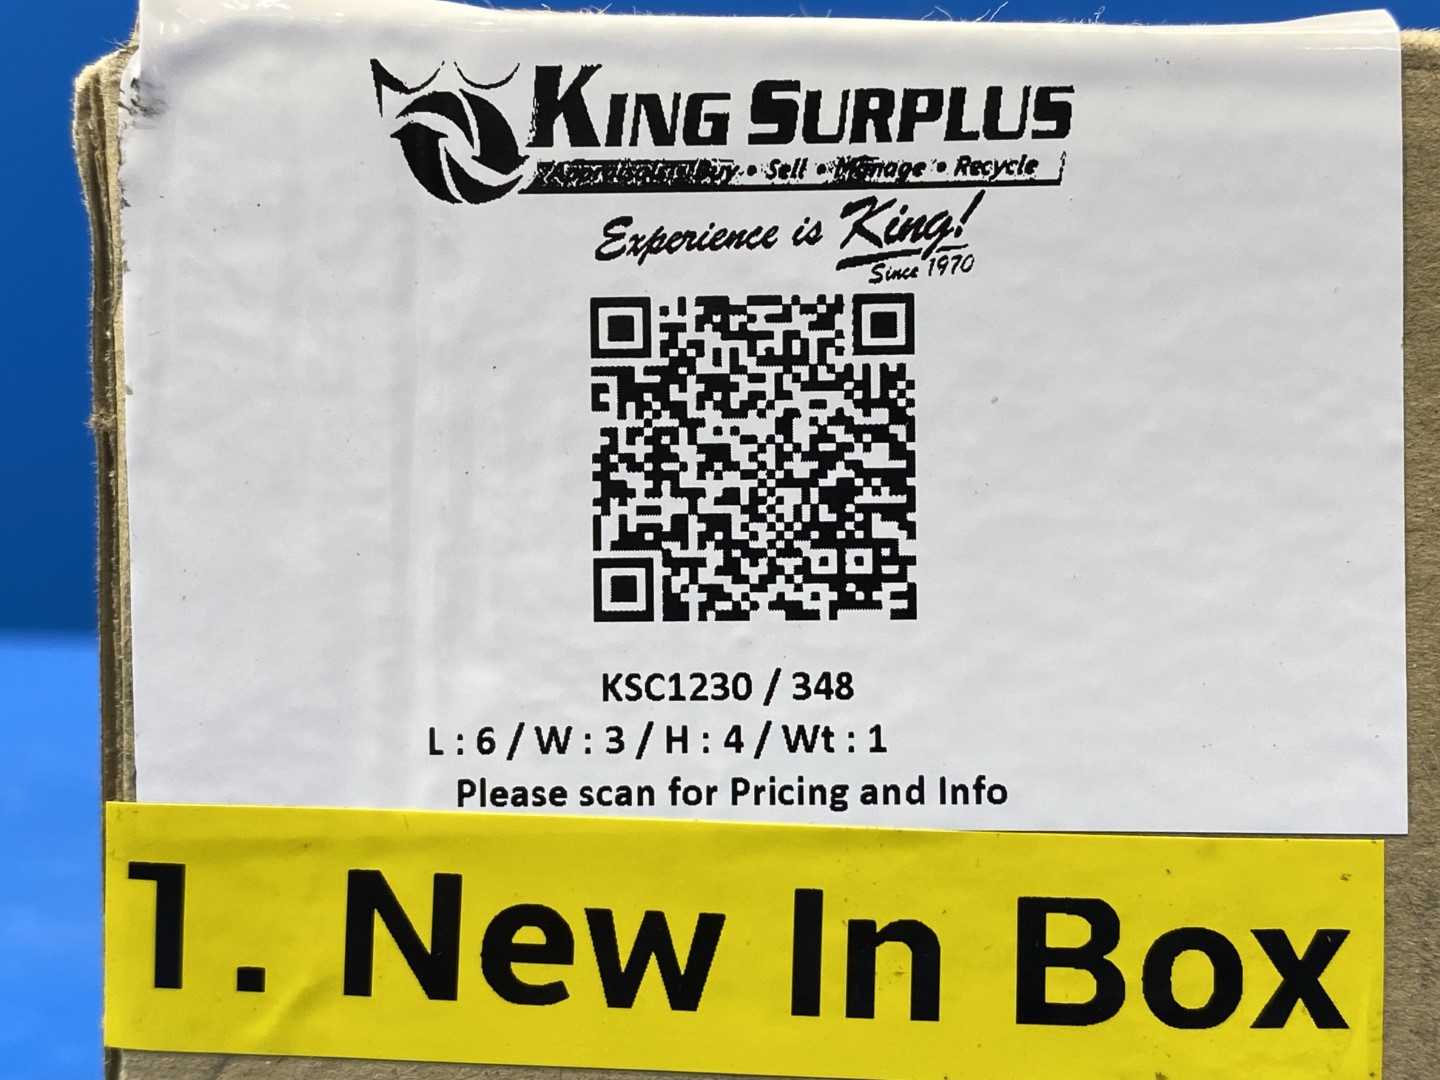 KING SURPLUS
Appraisals • Buy • Sell • Manage • Recycle
Experience is King!
Since 1970
KSC1230 / 348
L : 6 / W : 3 / H : 4 / Wt : 1
Please scan for Pricing and Info
1. New In Box